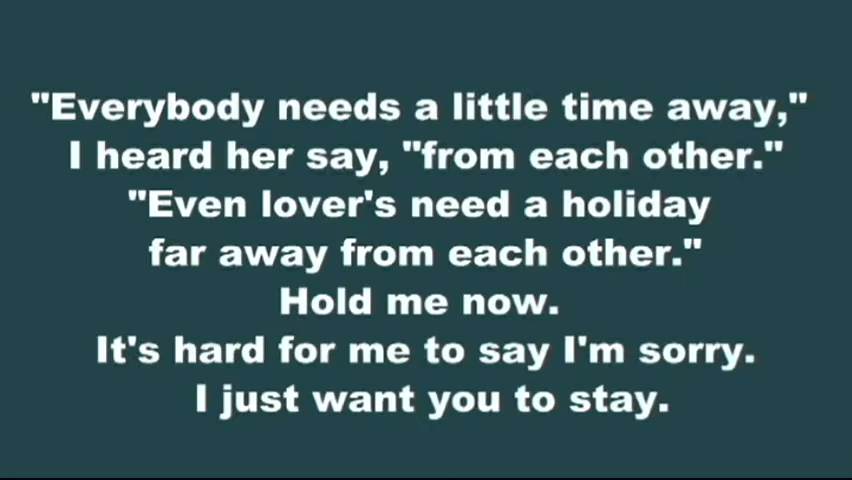 "Everybody needs a little time away,"
I heard her say, "from each other."
"Even lover's need a holiday
far away from each other."
Hold me now.
It's hard for me to say I'm sorry.
I just want you to stay.